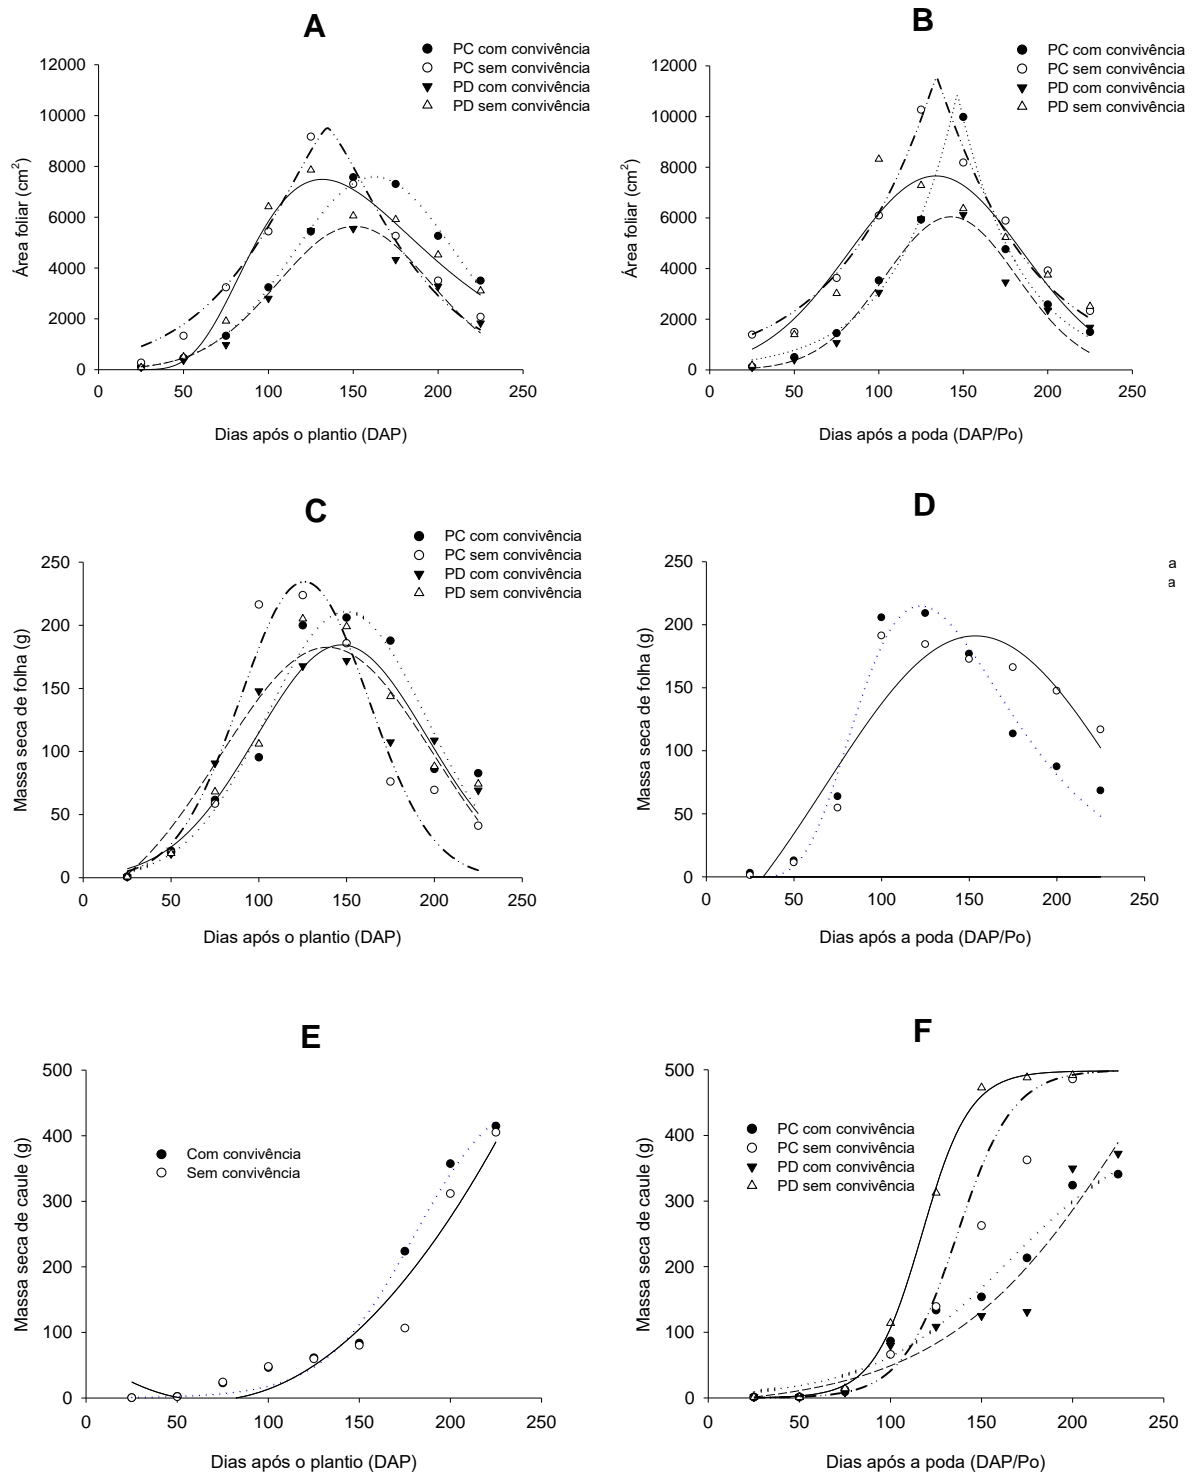 A
PC com convivência
PC sem convivência
PD com convivência
PD sem convivência
12000
10000
8000
6000
4000
2000
0
Área foliar (cm²)
0 50 100 150 200 250
Dias após o plantio (DAP)
B
PC com convivência
PC sem convivência
PD com convivência
PD sem convivência
12000
10000
8000
6000
4000
2000
0
Área foliar (cm²)
0 50 100 150 200 250
Dias após a poda (DAP/Po)
C
PC com convivência
PC sem convivência
PD com convivência
PD sem convivência
250
200
150
100
50
0
Massa seca de folha (g)
0 50 100 150 200 250
Dias após o plantio (DAP)
D
a
a
250
200
150
100
50
0
Massa seca de folha (g)
0 50 100 150 200 250
Dias após a poda (DAP/Po)
E
500
400
300
200
100
0
Com convivência
Sem convivência
Massa seca de caule (g)
0 50 100 150 200 250
Dias após o plantio (DAP)
F
500
400
300
200
100
0
PC com convivência
PC sem convivência
PD com convivência
PD sem convivência
Massa seca de caule (g)
0 50 100 150 200 250
Dias após a poda (DAP/Po)